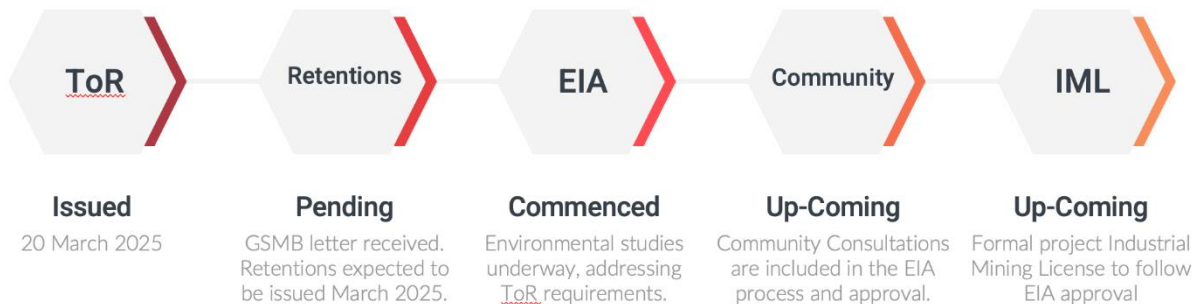 ToR
Retentions
EIA
Community
IML
Issued
20 March 2025
Pending
GSMB letter received.
Retentions expected to
be issued March 2025.
Commenced
Environmental studies
underway, addressing
ToR requirements.
Up-Coming
Community Consultations
are included in the EIA
process and approval.
Up-Coming
Formal project Industrial
Mining License to follow
EIA approval